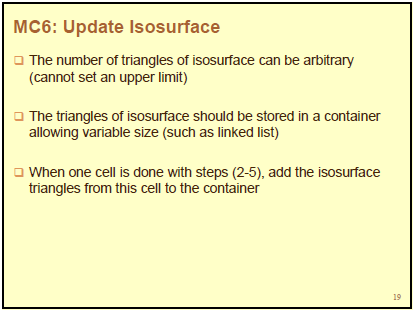 MC6: Update Isosurface
❑ The number of triangles of isosurface can be arbitrary
(cannot set an upper limit)
❑ The triangles of isosurface should be stored in a container
allowing variable size (such as linked list)
❑ When one cell is done with steps (2-5), add the isosurface
triangles from this cell to the container
19